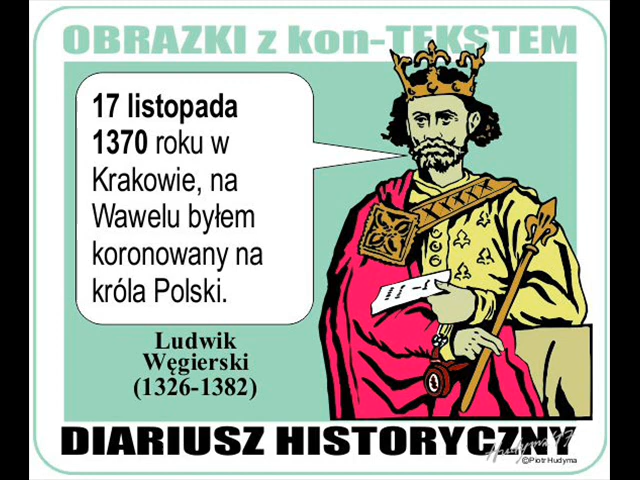 OBRAZKI z kon-TEKSTEM
17 listopada
1370 roku w
Krakowie, na
Wawelu byłem
koronowany na
króla Polski.
Ludwik
Węgierski
(1326-1382)
DIARIUSZ HISTORYCZNY
©Piotr Hudyma